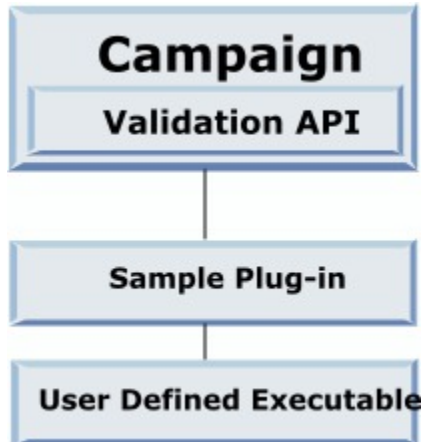 Campaign
Validation API
Sample Plug-in
User Defined Executable